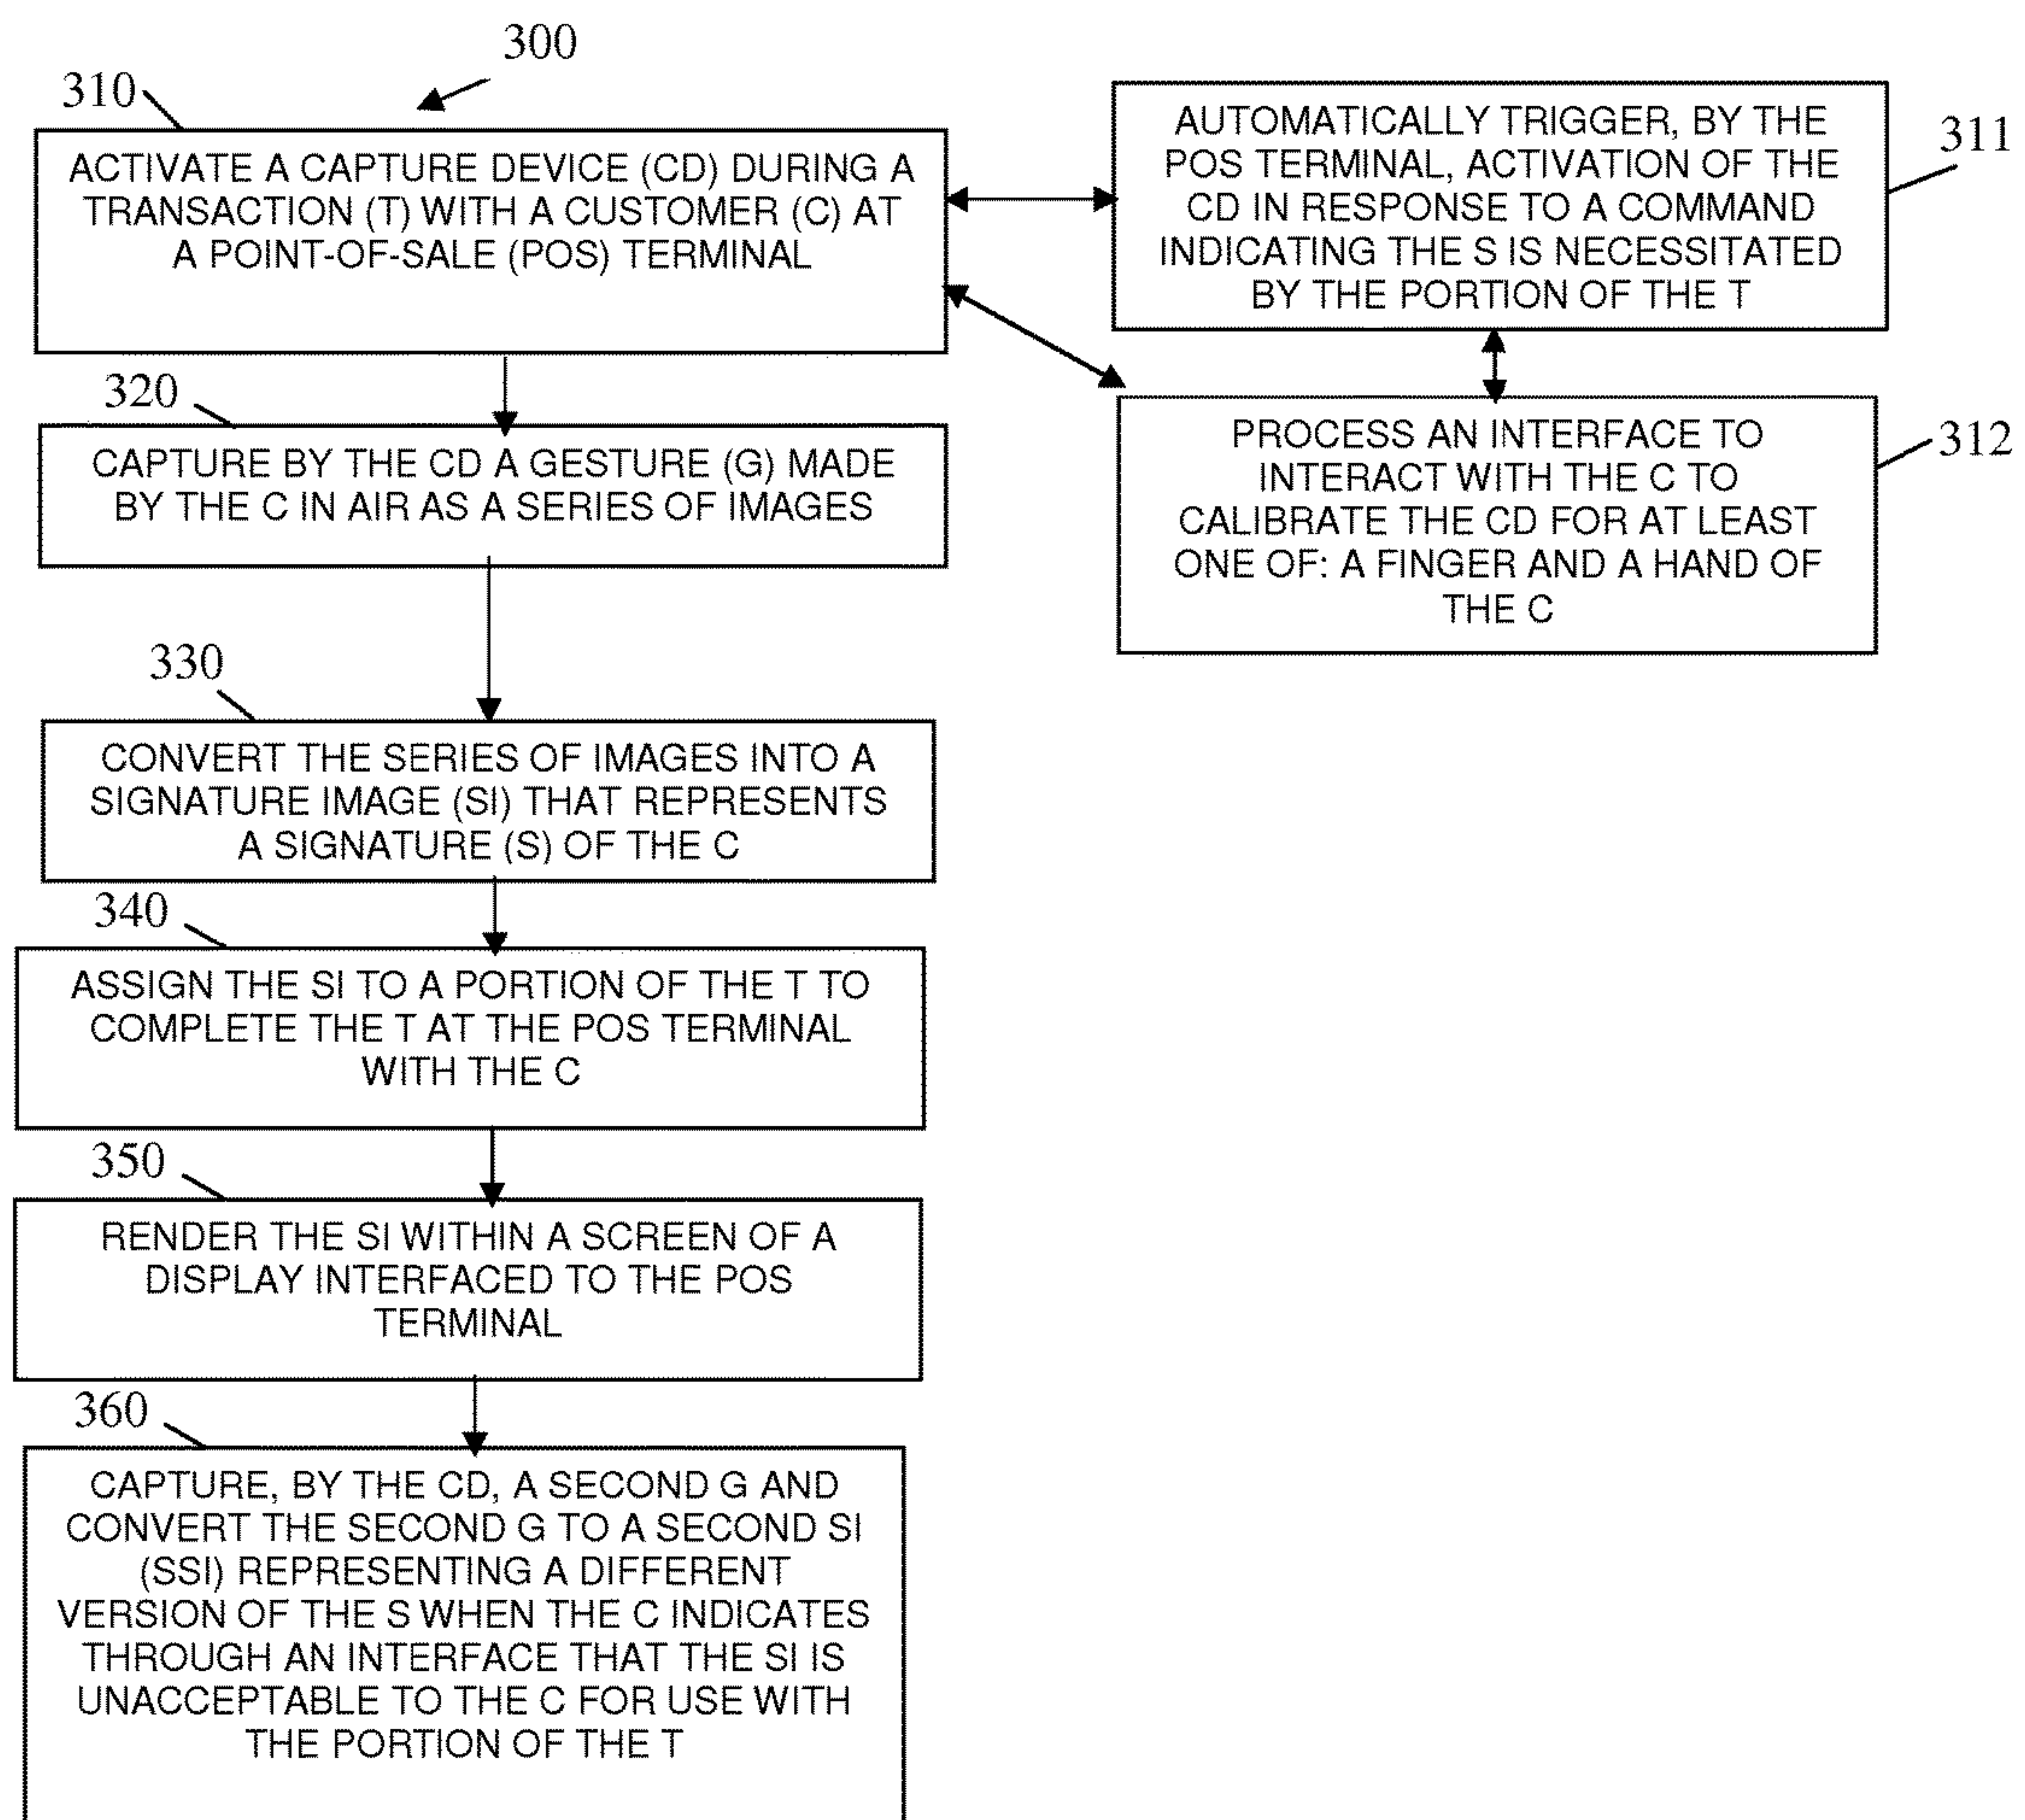 300
310
ACTIVATE A CAPTURE DEVICE (CD) DURING A
TRANSACTION (T) WITH A CUSTOMER (C) AT
A POINT-OF-SALE (POS) TERMINAL
311
AUTOMATICALLY TRIGGER, BY THE
POS TERMINAL, ACTIVATION OF THE
CD IN RESPONSE TO A COMMAND
INDICATING THE S IS NECESSITATED
BY THE PORTION OF THE T
312
PROCESS AN INTERFACE TO
INTERACT WITH THE C TO
CALIBRATE THE CD FOR AT LEAST
ONE OF: A FINGER AND A HAND OF
THE C
320
CAPTURE BY THE CD A GESTURE (G) MADE
BY THE C IN AIR AS A SERIES OF IMAGES
330
CONVERT THE SERIES OF IMAGES INTO A
SIGNATURE IMAGE (SI) THAT REPRESENTS
A SIGNATURE (S) OF THE C
340
ASSIGN THE SI TO A PORTION OF THE T TO
COMPLETE THE T AT THE POS TERMINAL
WITH THE C
350
RENDER THE SI WITHIN A SCREEN OF A
DISPLAY INTERFACED TO THE POS
TERMINAL
360
CAPTURE, BY THE CD, A SECOND G AND
CONVERT THE SECOND G TO A SECOND SI
(SSI) REPRESENTING A DIFFERENT
VERSION OF THE S WHEN THE C INDICATES
THROUGH AN INTERFACE THAT THE SI IS
UNACCEPTABLE TO THE C FOR USE WITH
THE PORTION OF THE T